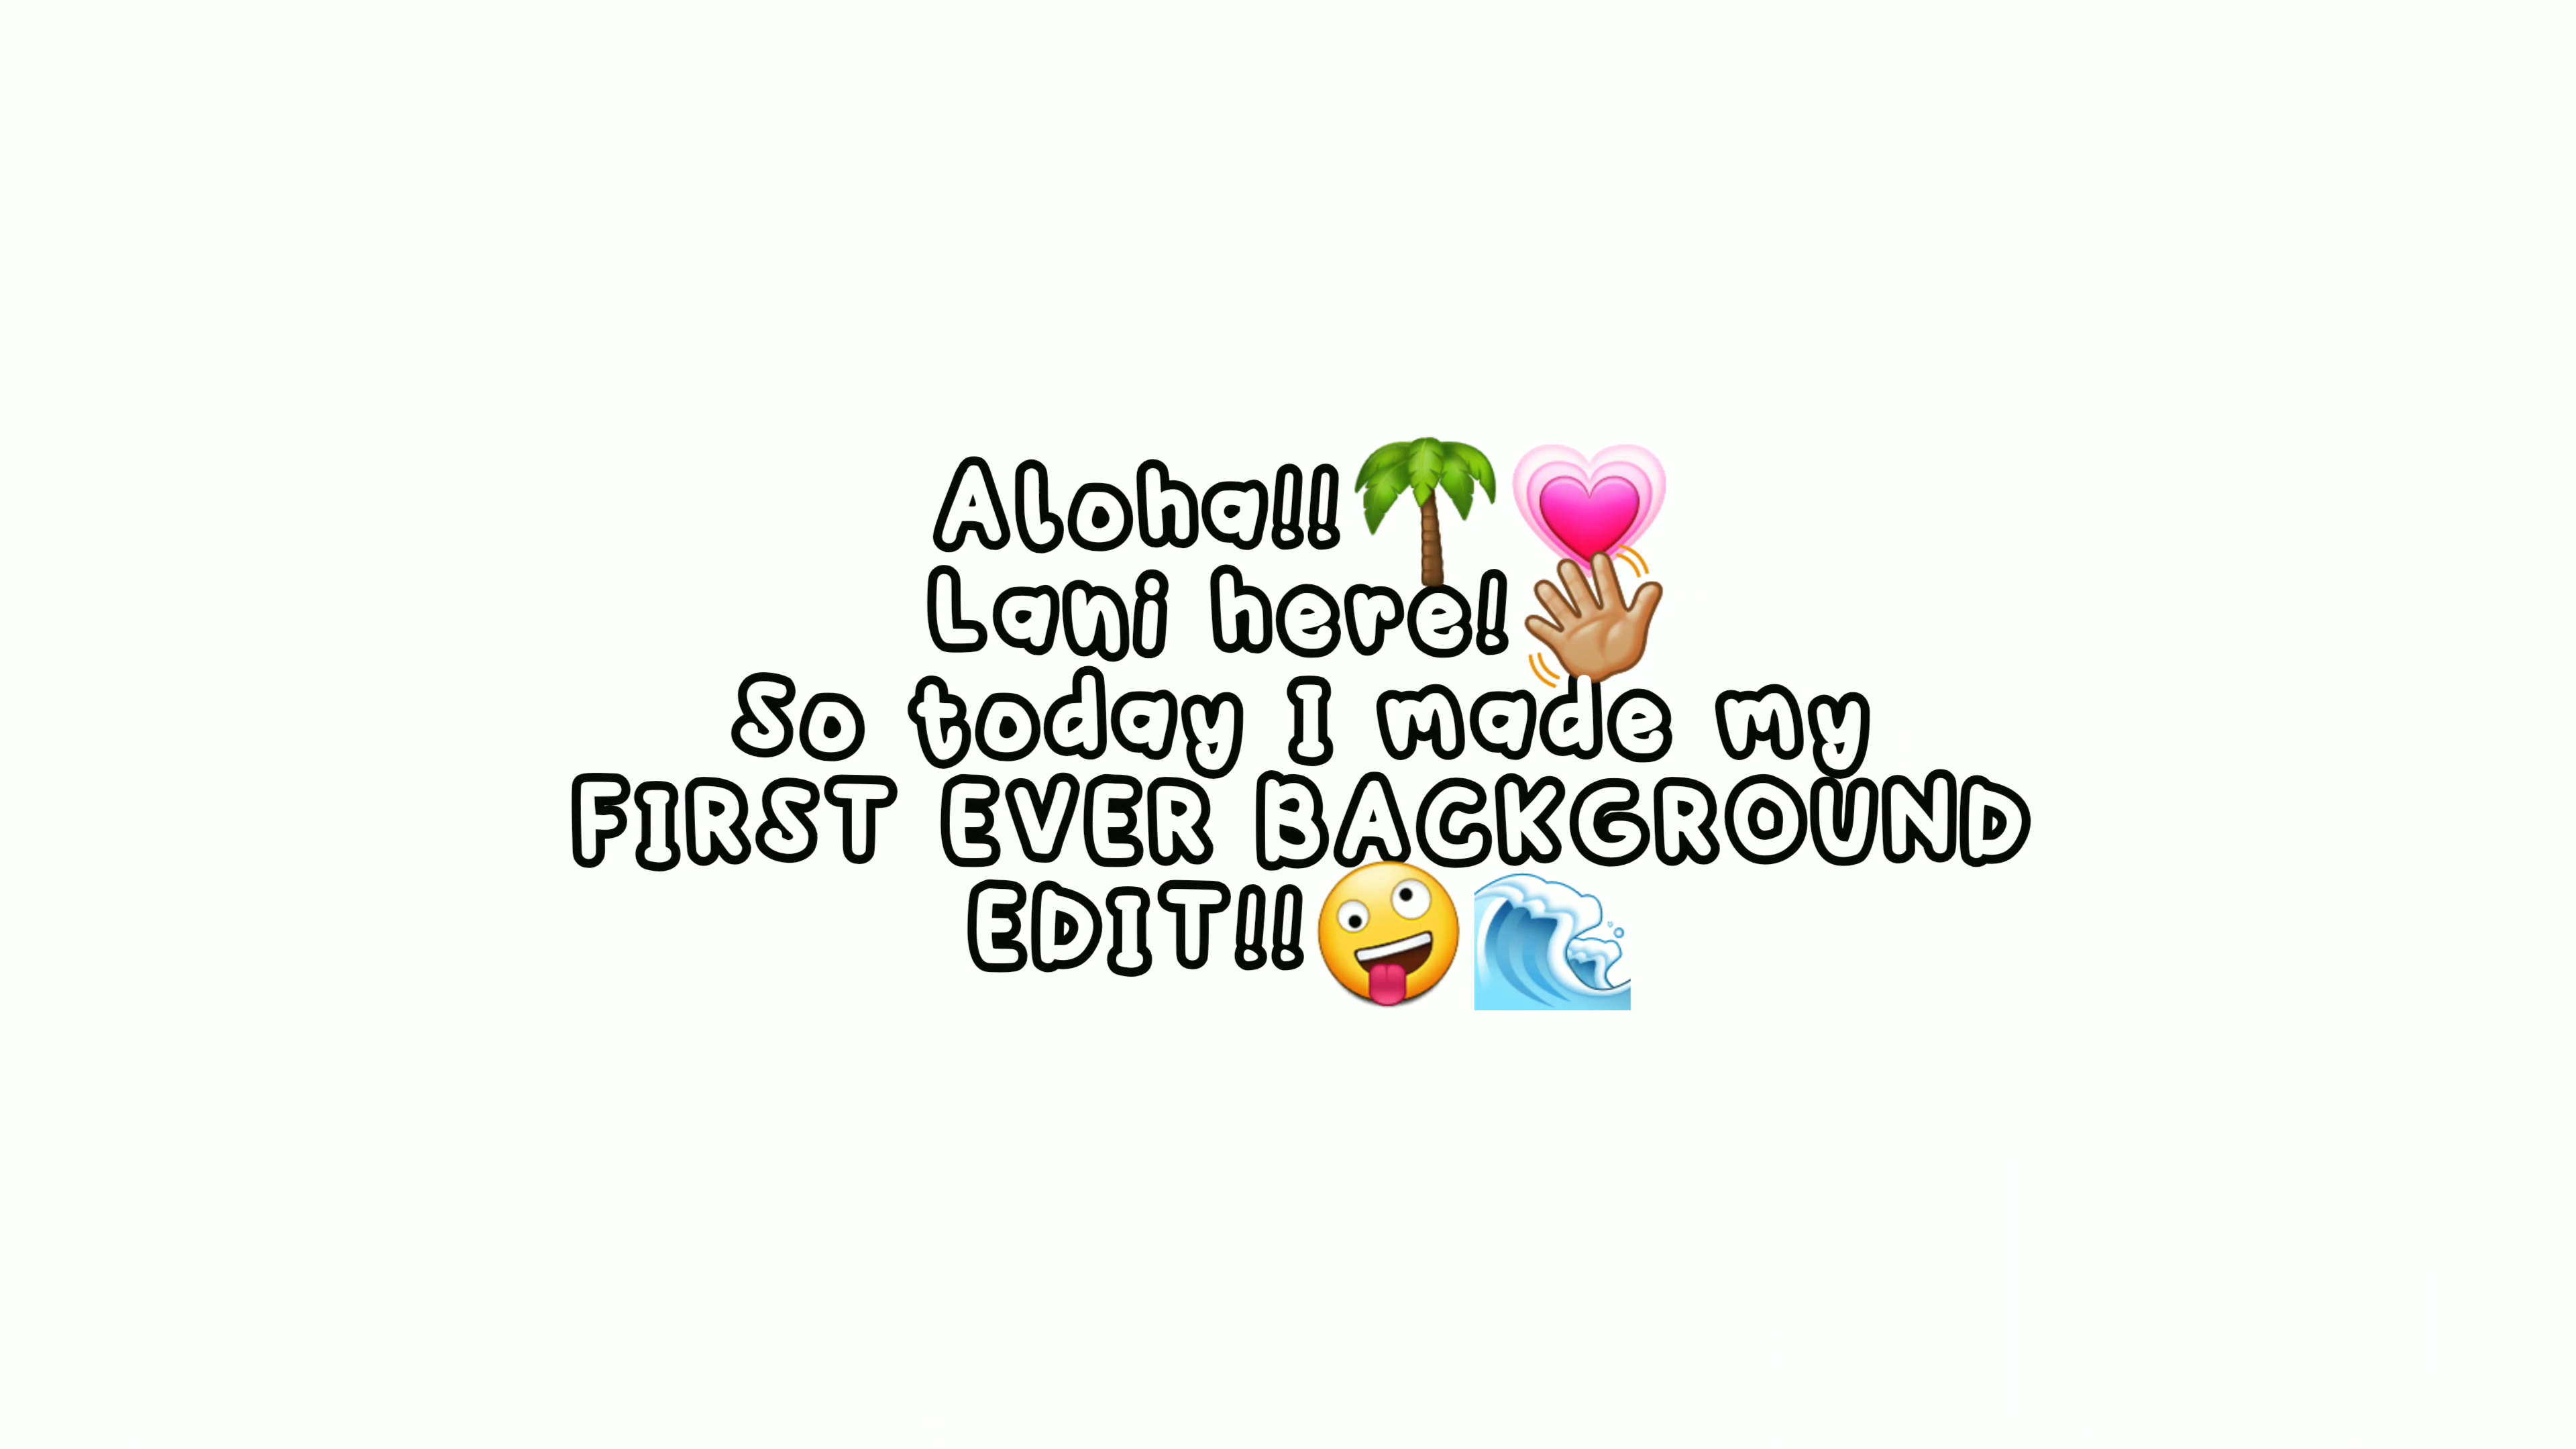 Aloha!!🌴💗
Lani here!👋🏼
So today I made my
FIRST EVER BACKGROUND
EDIT!!🤪🌊